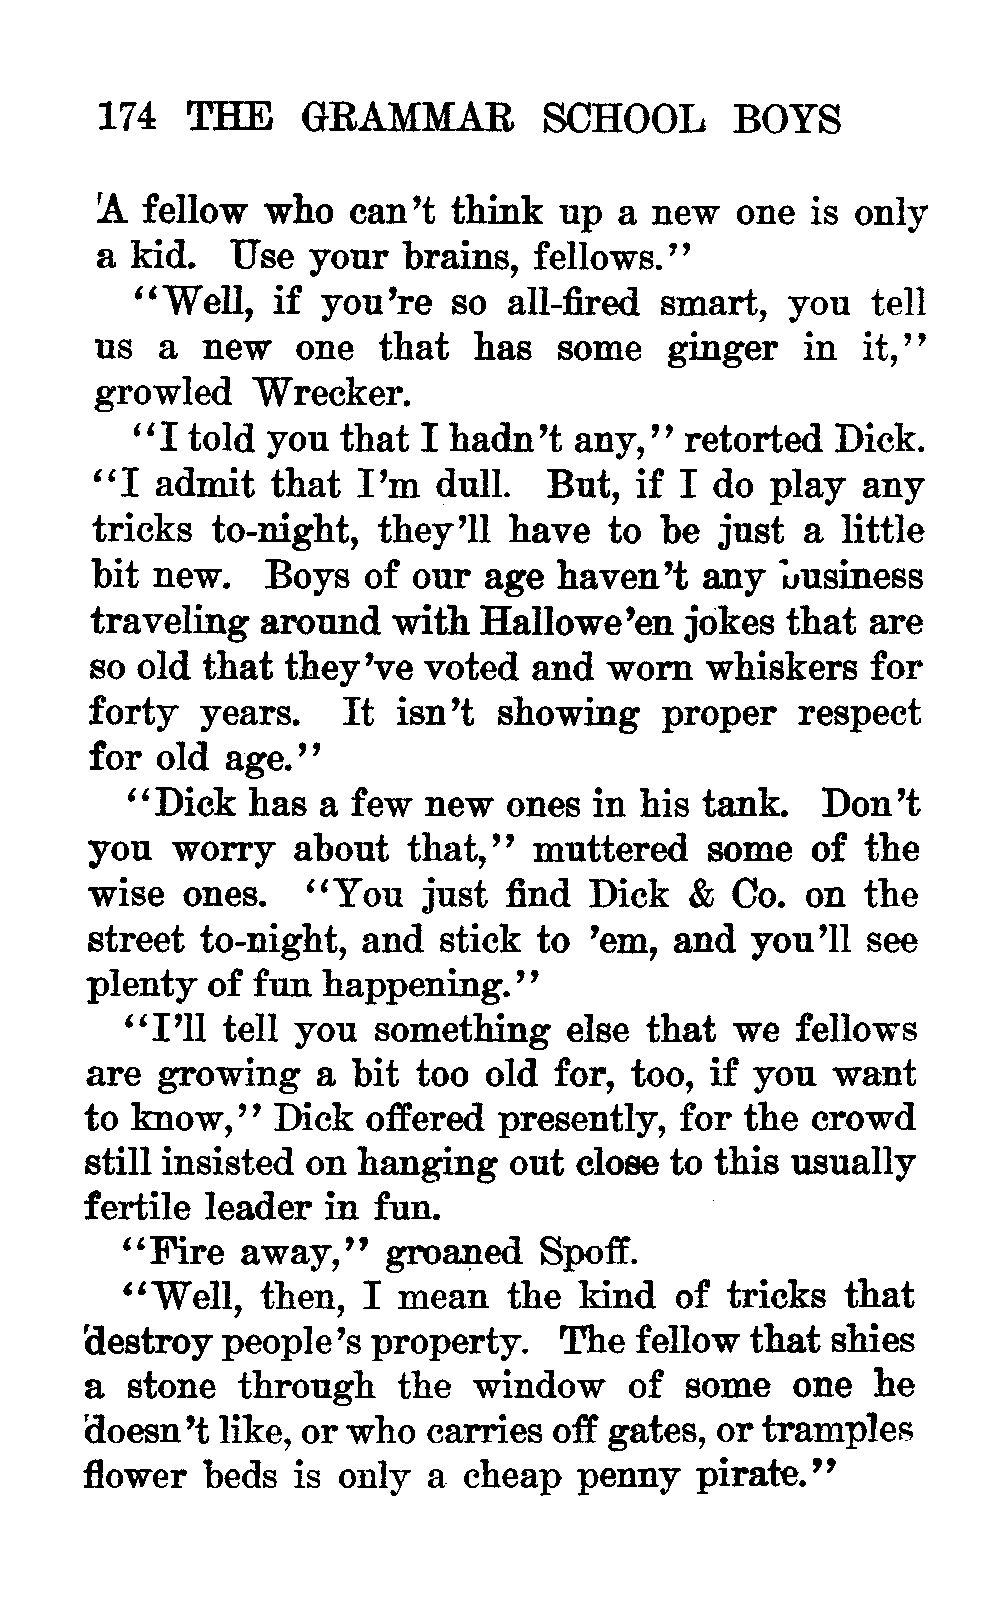 174 THE GRAMMAR SCHOOL BOYS
A fellow who can't think up a new one is only
a kid. Use your brains, fellows."
"Well, if you're so all-fired smart, you tell
us a new one that has some ginger in it,"
growled Wrecker.
"I told you that I hadn't any," retorted Dick.
"I admit that I'm dull. But, if I do play any
tricks to-night, they'll have to be just a little
bit new. Boys of our age haven't any business
traveling around with Hallowe'en jokes that are
so old that they've voted and worn whiskers for
forty years. It isn't showing proper respect
for old age."
"Dick has a few new ones in his tank. Don't
you worry about that," muttered some of the
wise ones. "You just find Dick & Co. on the
street to-night, and stick to 'em, and you'll see
plenty of fun happening."
"I'll tell you something else that we fellows
are growing a bit too old for, too, if you want
to know," Dick offered presently, for the crowd
still insisted on hanging out close to this usually
fertile leader in fun.
"Fire away," groaned Spoff.
"Well, then, I mean the kind of tricks that
destroy people's property. The fellow that shies
a stone through the window of some one he
doesn't like, or who carries off gates, or tramples
flower beds is only a cheap penny pirate."